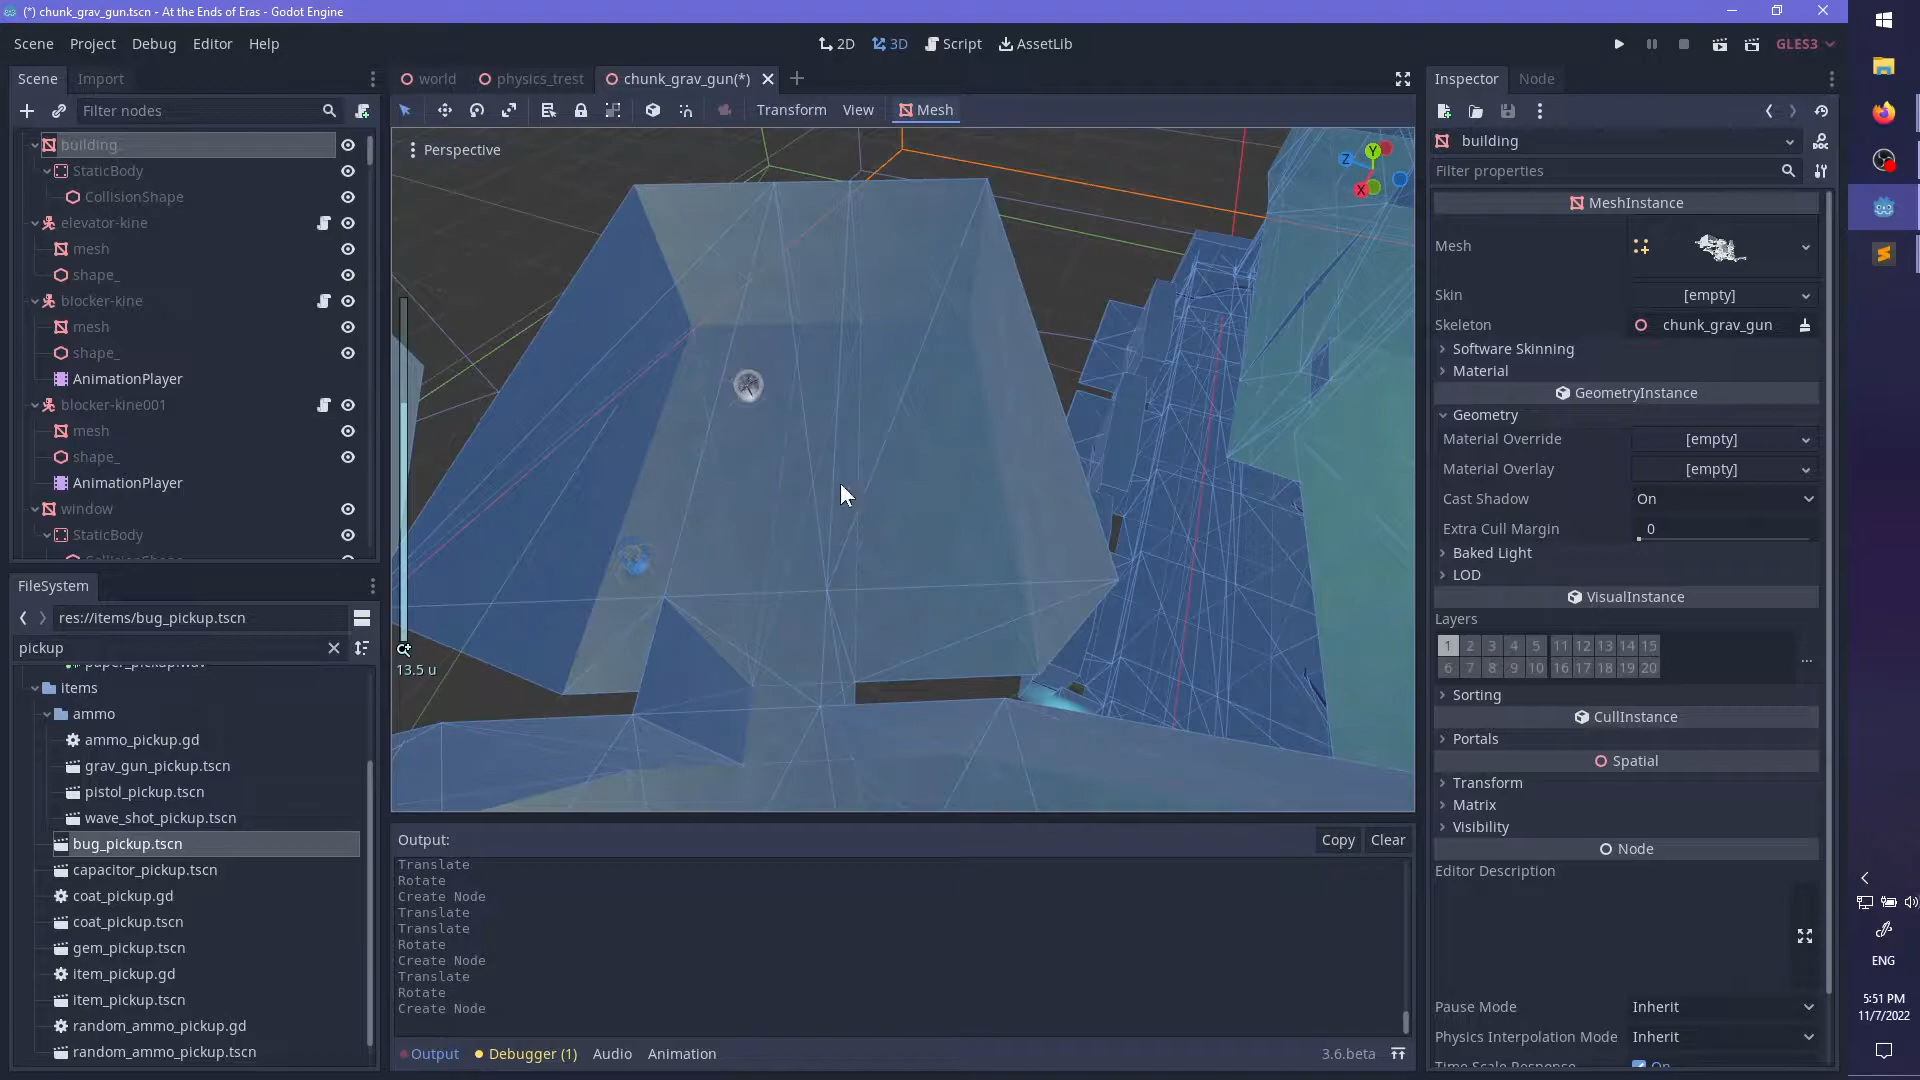 (*) chunk_grav_gun.tscn - At the Ends of Eras - Godot Engine
Scene Project Debug Editor Help
2D 3D Script AssetLib
GLES3
Scene Import
world physics_trest chunk_grav_gun(*)
Inspector Node
Filter nodes
Transform View Mesh
building_
StaticBody
CollisionShape
elevator-kine
mesh
shape_
blocker-kine
mesh
shape_
AnimationPlayer
blocker-kine001
mesh
shape_
AnimationPlayer
window
StaticBody
CollisionShape
FileSystem
res://items/bug_pickup.tscn
pickup
paper_pickup.wav
items
ammo
ammo_pickup.gd
grav_gun_pickup.tscn
pistol_pickup.tscn
wave_shot_pickup.tscn
bug_pickup.tscn
capacitor_pickup.tscn
coat_pickup.gd
coat_pickup.tscn
gem_pickup.tscn
item_pickup.gd
item_pickup.tscn
random_ammo_pickup.gd
random_ammo_pickup.tscn
Perspective
Y
Z
X
13.5 u
Output:
Copy Clear
Translate
Rotate
Create Node
Translate
Translate
Rotate
Create Node
Translate
Rotate
Create Node
Output Debugger (1) Audio Animation
3.6.beta
building_
Filter properties
MeshInstance
Mesh
Skin [empty]
Skeleton chunk_grav_gun
Software Skinning
Material
GeometryInstance
Geometry
Material Override [empty]
Material Overlay [empty]
Cast Shadow On
Extra Cull Margin 0
Baked Light
LOD
VisualInstance
Layers
1 2 3 4 5 11 12 13 14 15
6 7 8 9 10 16 17 18 19 20
...
Sorting
CullInstance
Portals
Spatial
Transform
Matrix
Visibility
Node
Editor Description
Pause Mode Inherit
Physics Interpolation Mode Inherit
Time Scale Response On
ENG
5:51 PM
11/7/2022